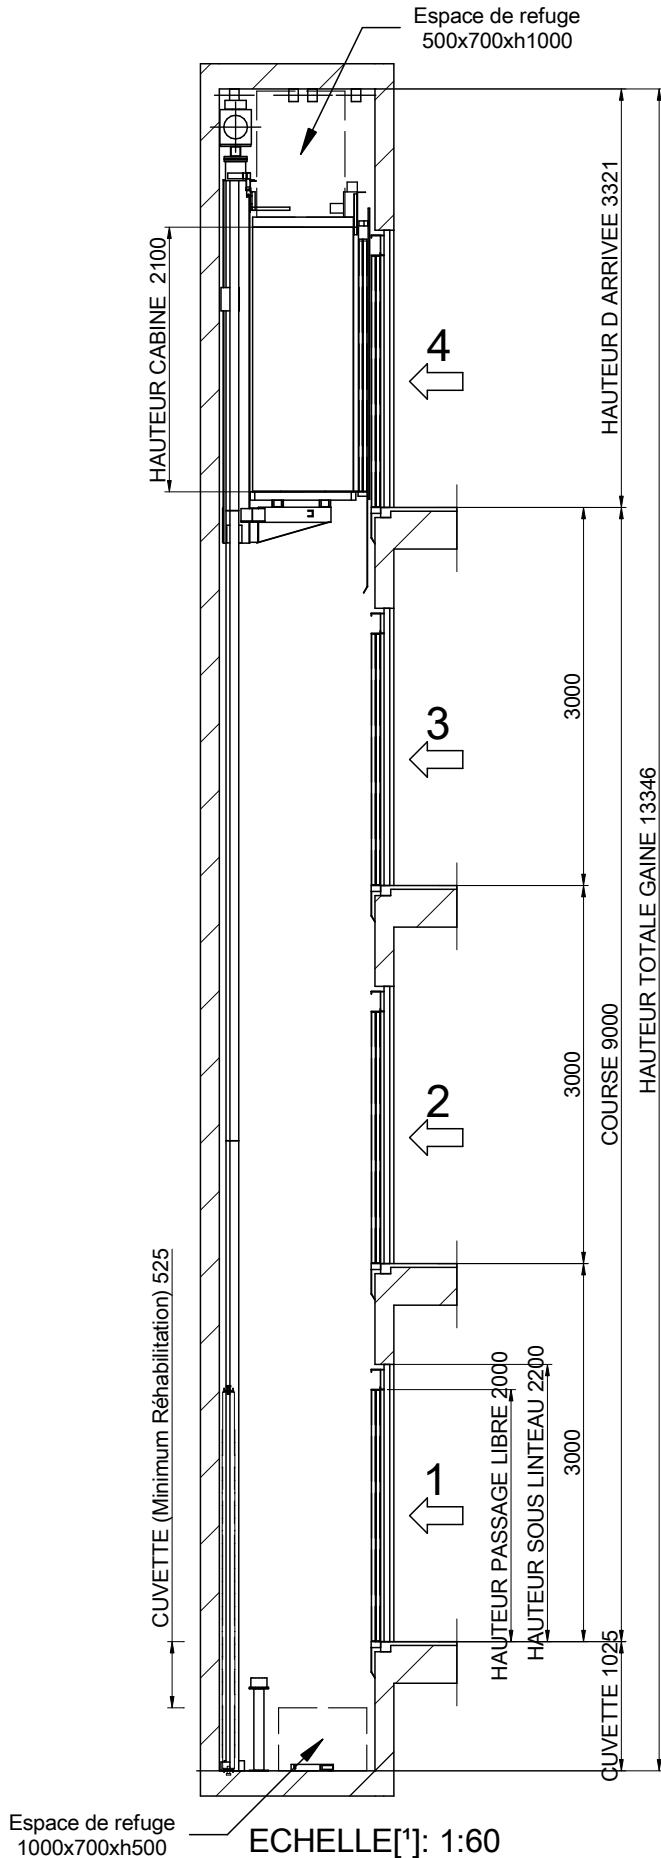 Espace de refuge
500x700xh1000
HAUTEUR CABINE 2100
HAUTEUR D ARRIVEE 3321
4
3000
3
HAUTEUR TOTALE GAINE 13346
COURSE 9000
3000
2
CUVETTE (Minimum Réhabilitation) 525
HAUTEUR PASSAGE LIBRE 2000
HAUTEUR SOUS LINTEAU 2200
3000
1
CUVETTE 1025
Espace de refuge
1000x700xh500
ECHELLE[¹]: 1:60